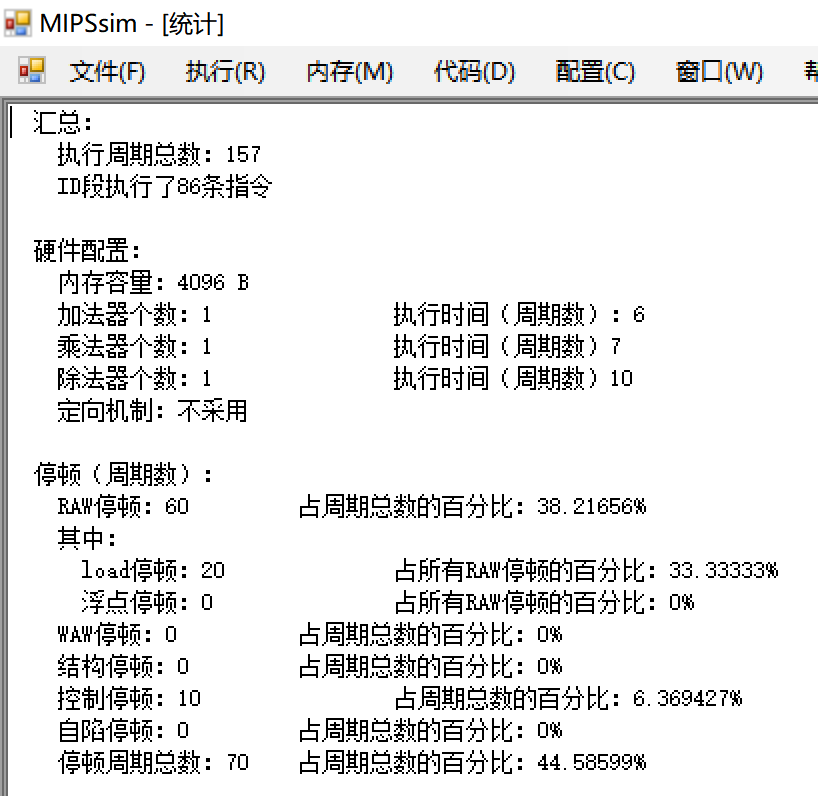 MIPSsim - [统计]
文件(F) 执行(R) 内存(M) 代码(D) 配置(C) 窗口(W)
汇总:
执行周期总数: 157
ID段执行了86条指令
硬件配置:
内存容量: 4096 B
加法器个数: 1 执行时间（周期数）: 6
乘法器个数: 1 执行时间（周期数）7
除法器个数: 1 执行时间（周期数）10
定向机制: 不采用
停顿（周期数）:
RAW停顿: 60 占周期总数的百分比: 38.21656%
其中:
load停顿: 20 占所有RAW停顿的百分比: 33.33333%
浮点停顿: 0 占所有RAW停顿的百分比: 0%
WAW停顿: 0 占周期总数的百分比: 0%
结构停顿: 0 占周期总数的百分比: 0%
控制停顿: 10 占周期总数的百分比: 6.369427%
自陷停顿: 0 占周期总数的百分比: 0%
停顿周期总数: 70 占周期总数的百分比: 44.58599%